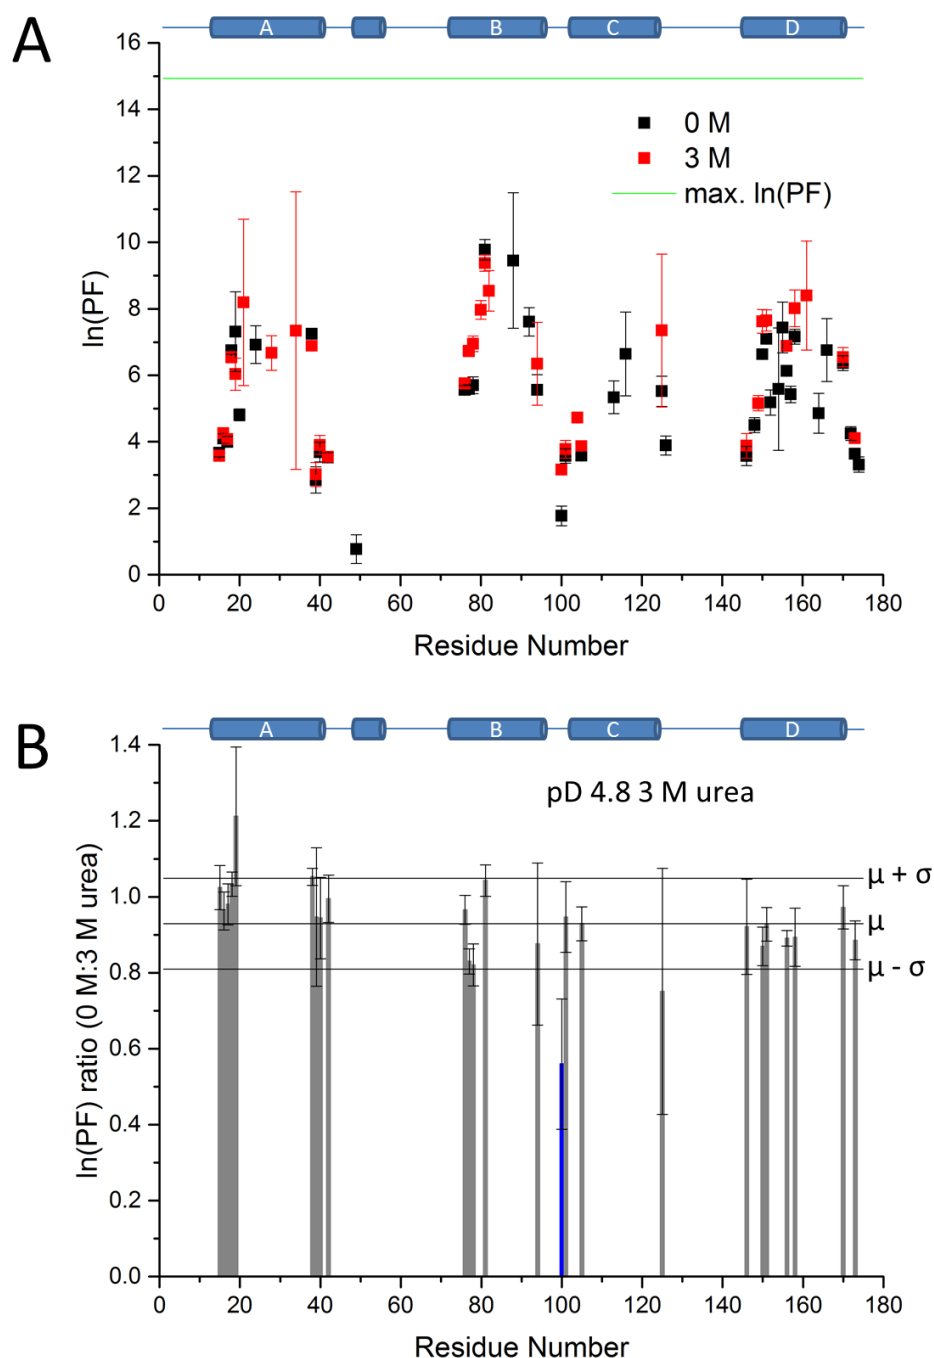 A
A B C D
16
14
12
10
8
6
4
2
0
ln(PF)
0 M
3 M
max. ln(PF)
0 20 40 60 80 100 120 140 160 180
Residue Number
B
A B C D
1.4
1.2
1.0
0.8
0.6
0.4
0.2
0.0
ln(PF) ratio (0 M:3 M urea)
pD 4.8 3 M urea
μ + σ
μ
μ - σ
0 20 40 60 80 100 120 140 160 180
Residue Number